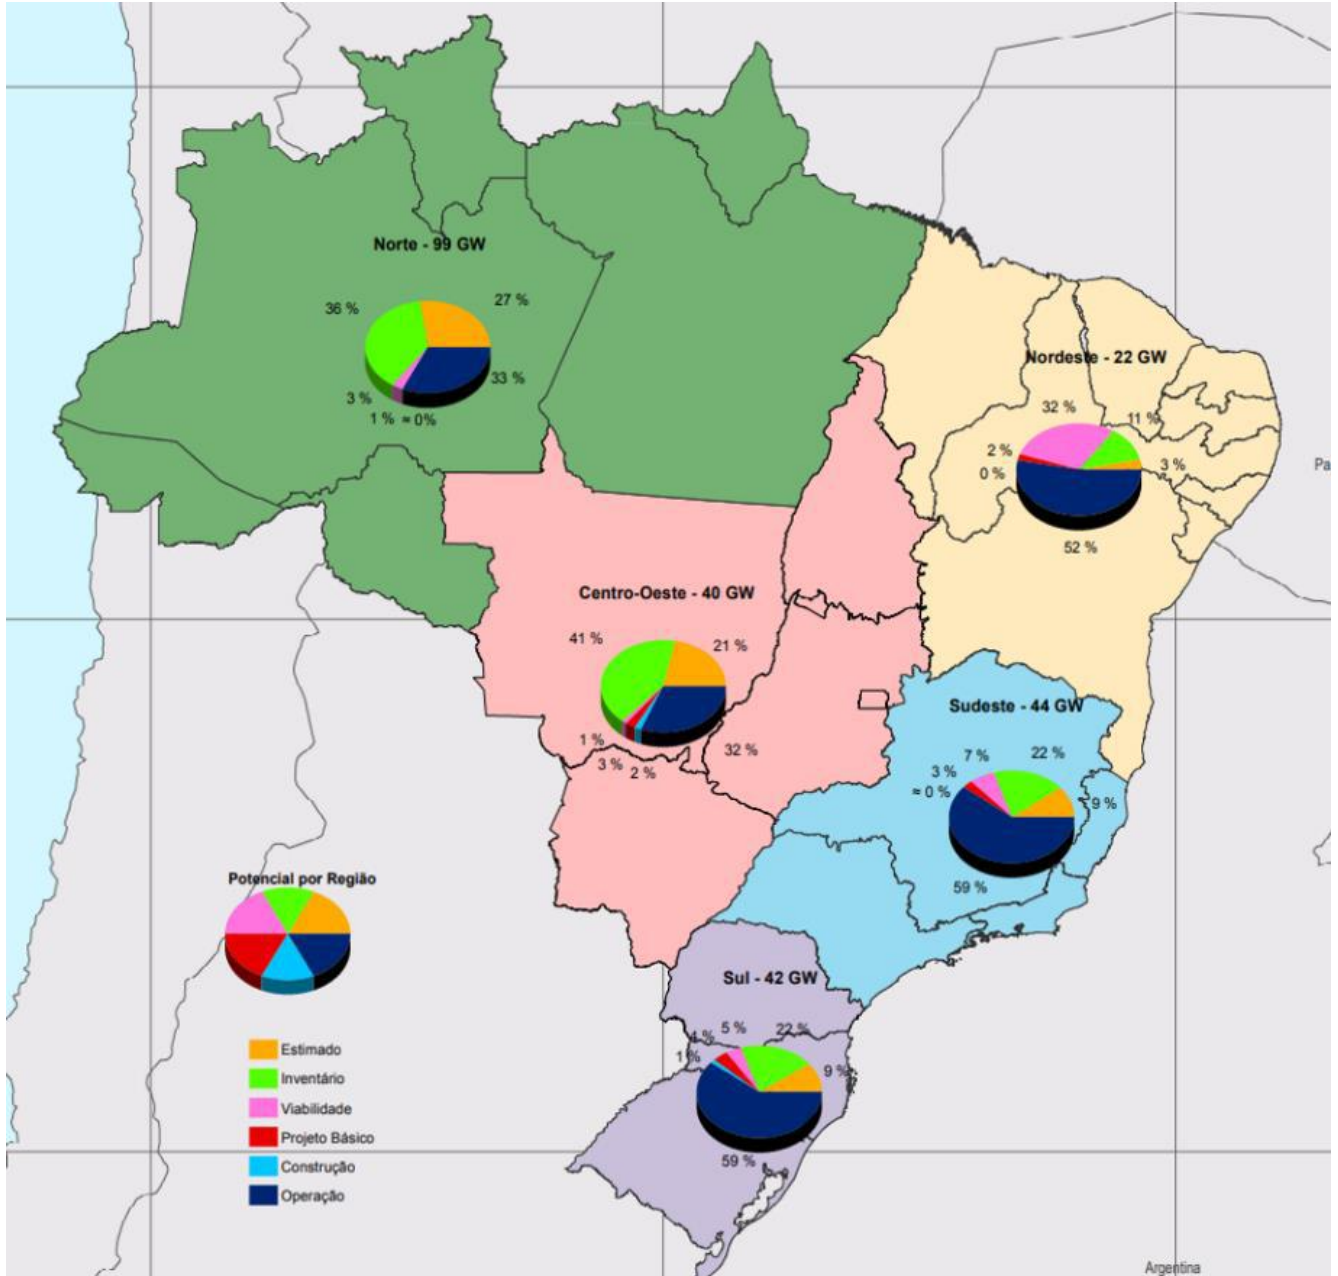 Norte - 99 GW
36 %
27 %
33 %
3 %
1 %
≈ 0%
Nordeste - 22 GW
32 %
11 %
2 %
3 %
0 %
52 %
Pa
Centro-Oeste - 40 GW
41 %
21 %
1 %
3 %
2 %
32 %
Sudeste - 44 GW
7 %
22 %
3 %
≈ 0 %
9 %
59 %
Potencial por Região
Sul - 42 GW
4 %
5 %
22 %
1 %
9 %
59 %
Estimado
Inventário
Viabilidade
Projeto Básico
Construção
Operação
Argentina